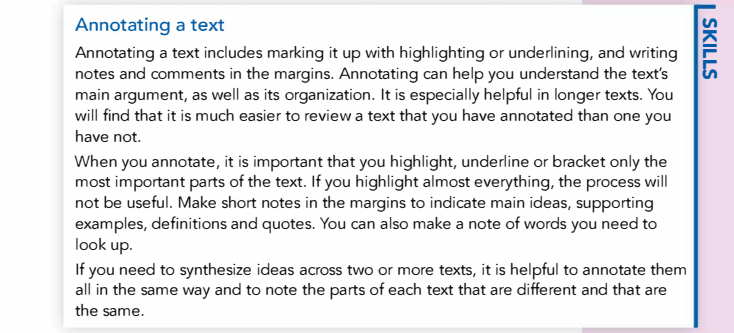 Annotating a text
Annotating a text includes marking it up with highlighting or underlining, and writing
notes and comments in the margins. Annotating can help you understand the text's
main argument, as well as its organization. It is especially helpful in longer texts. You
will find that it is much easier to review a text that you have annotated than one you
have not.
When you annotate, it is important that you highlight, underline or bracket only the
most important parts of the text. If you highlight almost everything, the process will
not be useful. Make short notes in the margins to indicate main ideas, supporting
examples, definitions and quotes. You can also make a note of words you need to
look up.
If you need to synthesize ideas across two or more texts, it is helpful to annotate them
all in the same way and to note the parts of each text that are different and that are
the same.
SKILLS